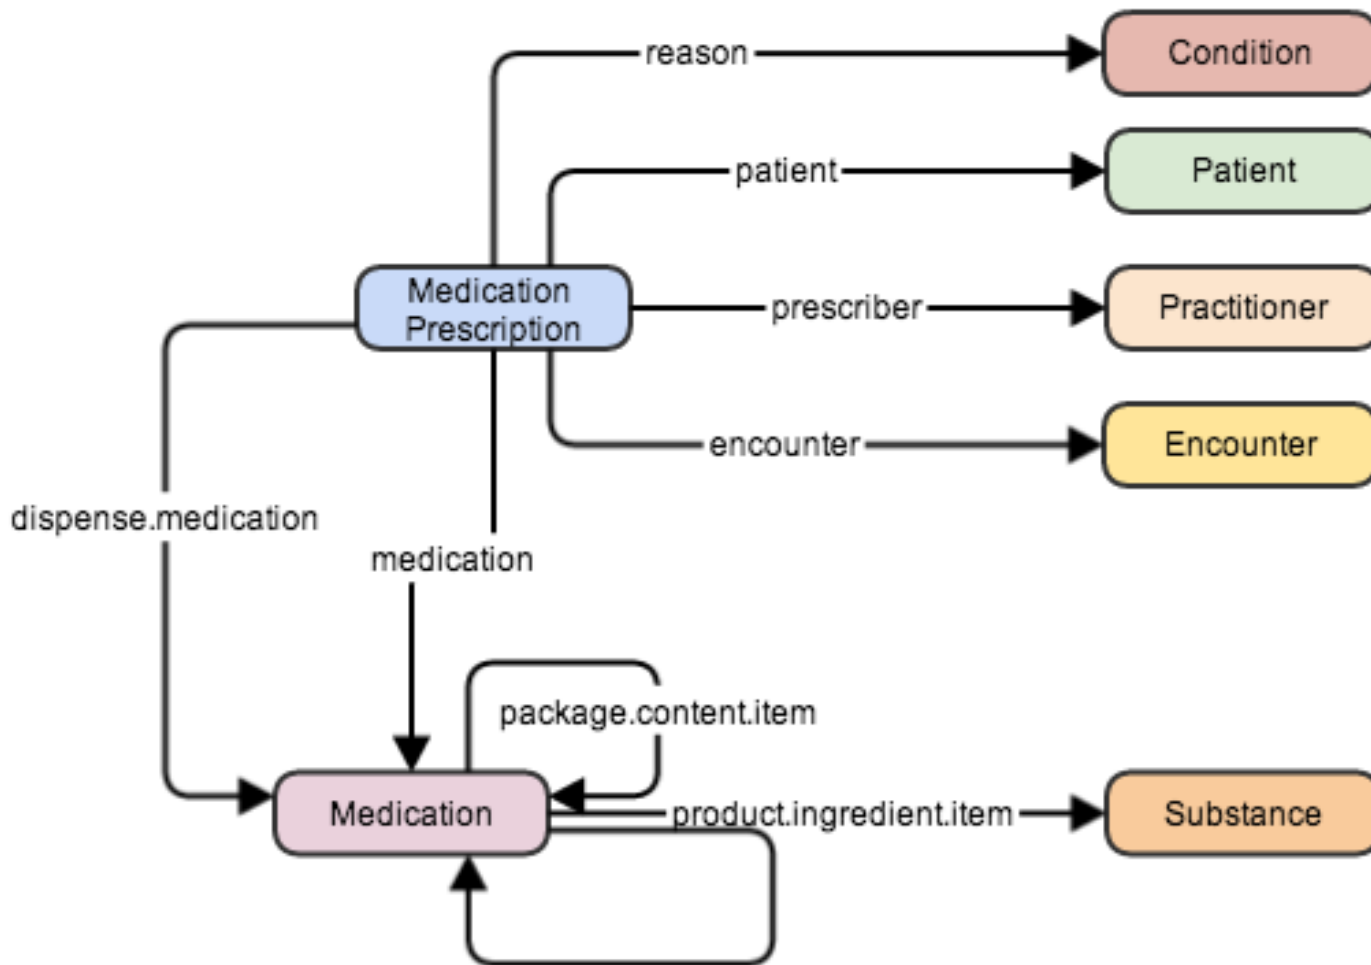 reason
Condition
patient
Patient
Medication
Prescription
prescriber
Practitioner
encounter
Encounter
dispense.medication
medication
package.content.item
Medication
product.ingredient.item
Substance